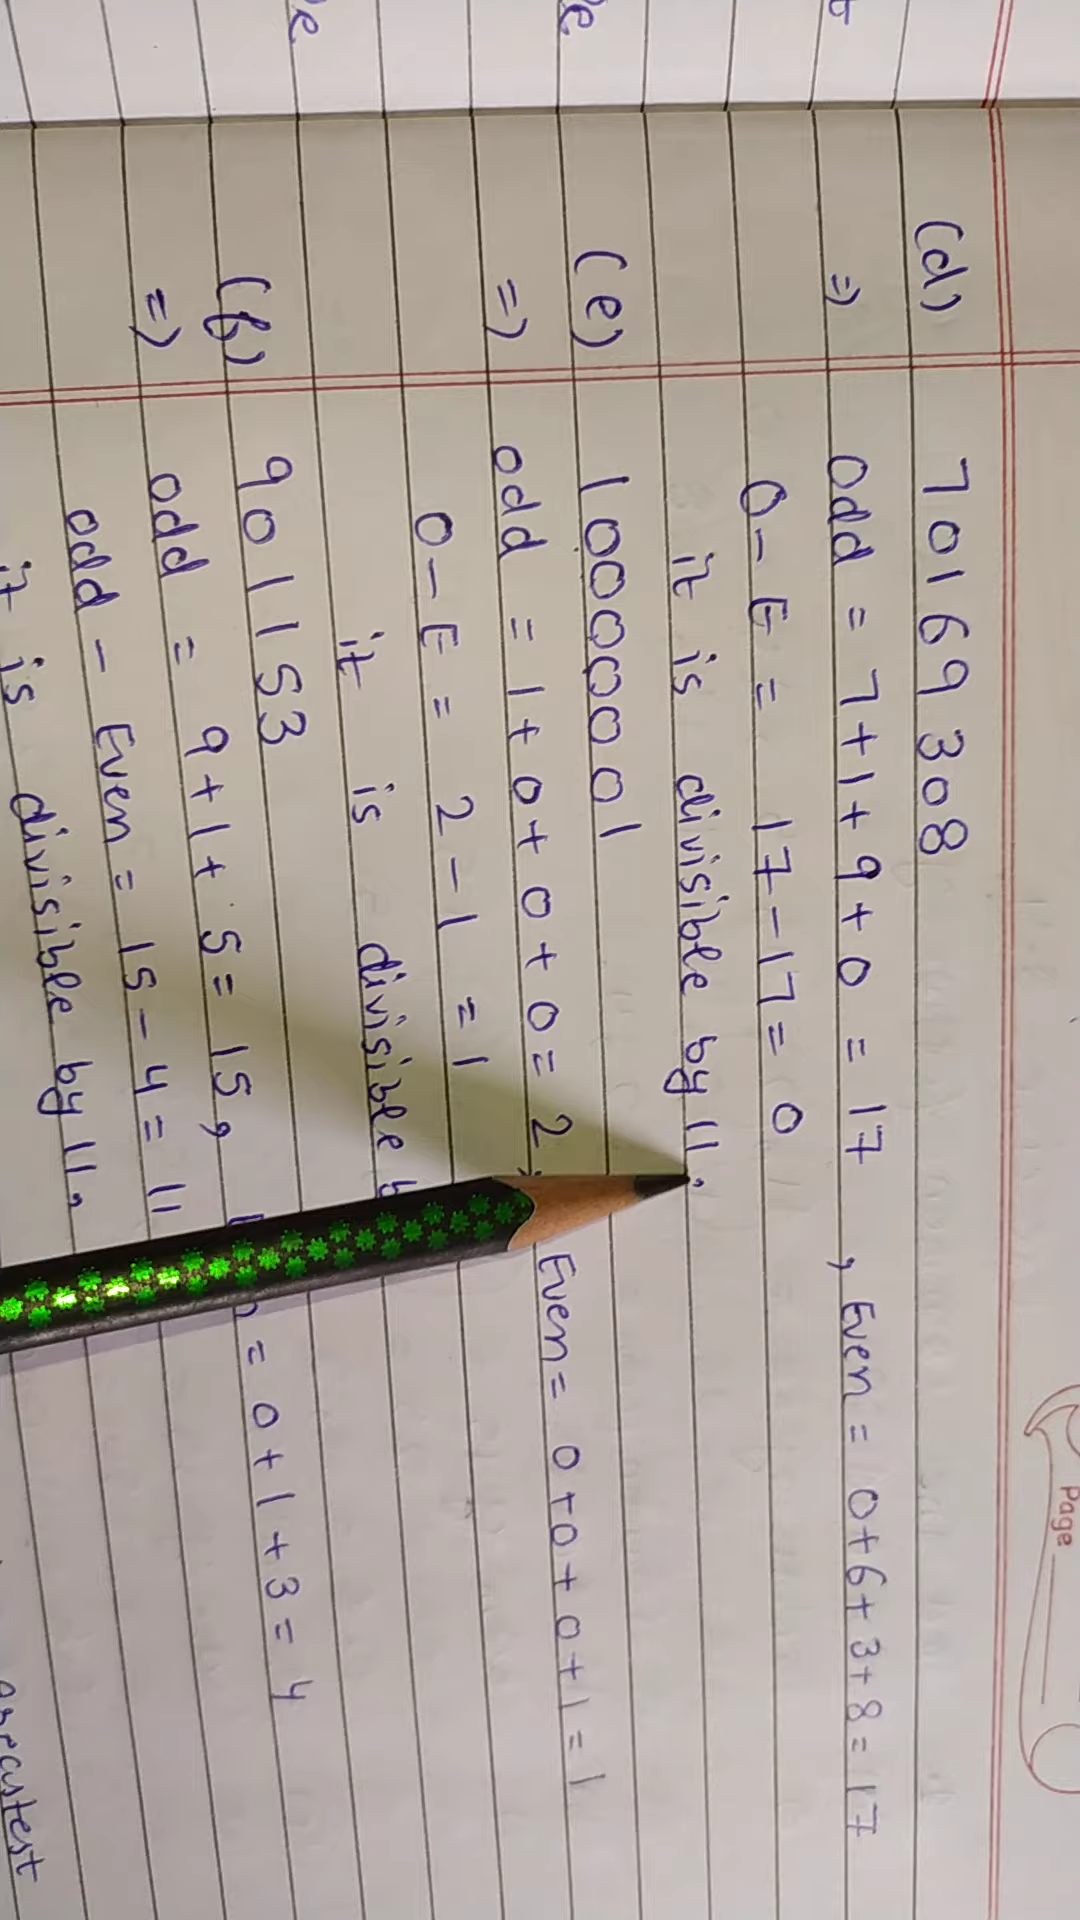 Page
(d) 70169308
=) Odd = 7+1+9+0 = 17 , Even = 0+6+3+8=17
O-E = 17-17= 0
it is divisible by 11.
(e) 10000001
=) odd = 1+0+0+0= 2, Even= 0+0+0+1=1
O-E = 2-1 =1
it is divisible
(f) 901153
=) odd = 9+1+5=15, = 0+1+3= 4
odd - Even= 15-4= 11
it is divisible by 11,